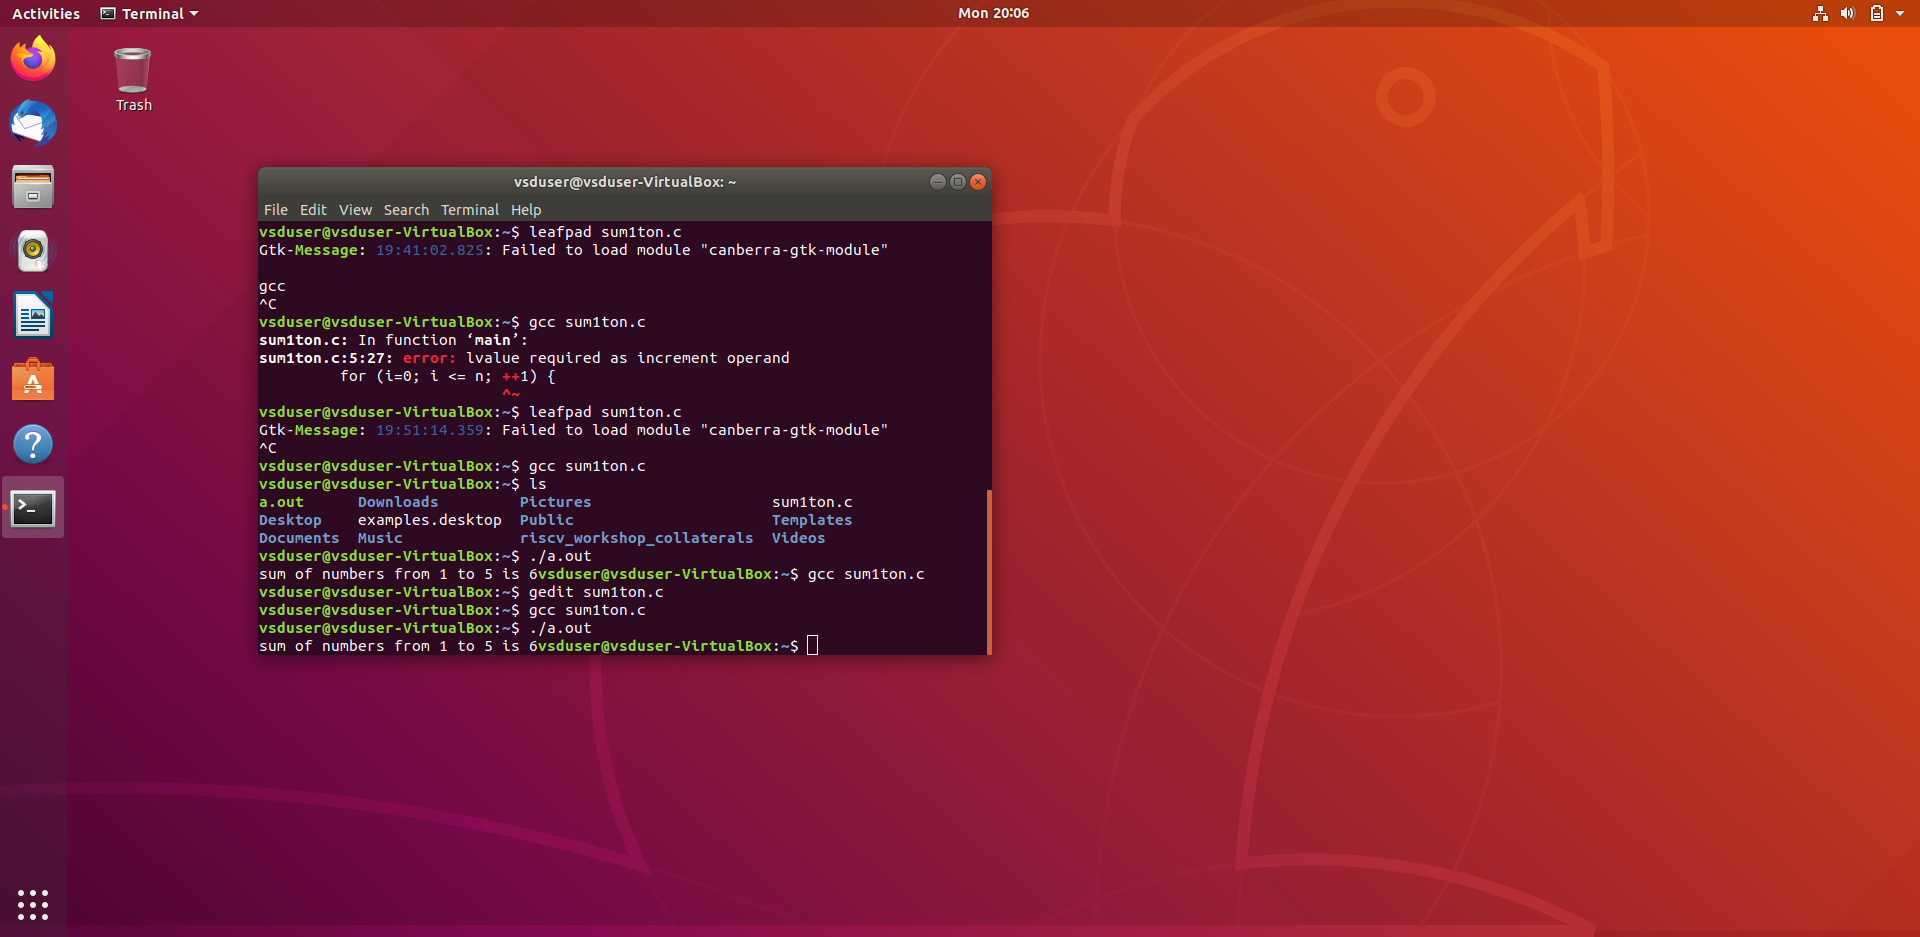 Activities Terminal Mon 20:06
Trash
vsduser@vsduser-VirtualBox: ~
File Edit View Search Terminal Help
vsduser@vsduser-VirtualBox:~$ leafpad sum1ton.c
Gtk-Message: 19:41:02.825: Failed to load module "canberra-gtk-module"
gcc
^C
vsduser@vsduser-VirtualBox:~$ gcc sum1ton.c
sum1ton.c: In function ‘main’:
sum1ton.c:5:27: error: lvalue required as increment operand
for (i=0; i <= n; ++1) {
^~
vsduser@vsduser-VirtualBox:~$ leafpad sum1ton.c
Gtk-Message: 19:51:14.359: Failed to load module "canberra-gtk-module"
^C
vsduser@vsduser-VirtualBox:~$ gcc sum1ton.c
vsduser@vsduser-VirtualBox:~$ ls
a.out Downloads Pictures sum1ton.c
Desktop examples.desktop Public Templates
Documents Music riscv_workshop_collaterals Videos
vsduser@vsduser-VirtualBox:~$ ./a.out
sum of numbers from 1 to 5 is 6vsduser@vsduser-VirtualBox:~$ gcc sum1ton.c
vsduser@vsduser-VirtualBox:~$ gedit sum1ton.c
vsduser@vsduser-VirtualBox:~$ gcc sum1ton.c
vsduser@vsduser-VirtualBox:~$ ./a.out
sum of numbers from 1 to 5 is 6vsduser@vsduser-VirtualBox:~$